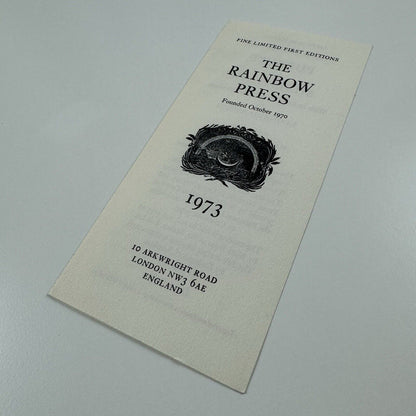 FINE LIMITED FIRST EDITIONS
THE
RAINBOW
PRESS
Founded October 1970
1973
10 ARKWRIGHT ROAD
LONDON NW3 6AE
ENGLAND